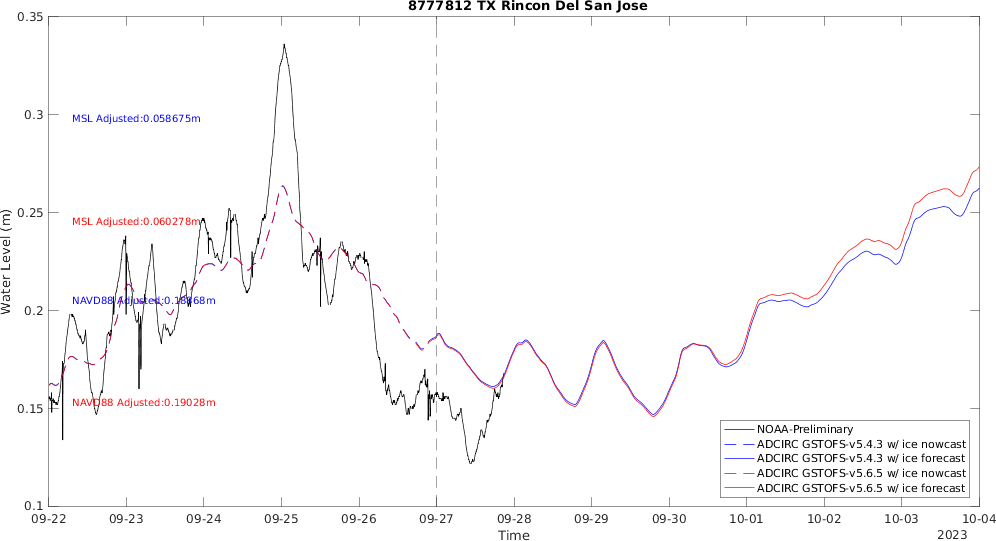 8777812 TX Rincon Del San Jose
0.35
0.3
0.25
0.2
0.15
0.1
Water Level (m)
MSL Adjusted:0.058675m
MSL Adjusted:0.060278m
NAVD88 Adjusted:0.18868m
NAVD88 Adjusted:0.19028m
NOAA-Preliminary
ADCIRC GSTOFS-v5.4.3 w/ ice nowcast
ADCIRC GSTOFS-v5.4.3 w/ ice forecast
ADCIRC GSTOFS-v5.6.5 w/ ice nowcast
ADCIRC GSTOFS-v5.6.5 w/ ice forecast
09-22 09-23 09-24 09-25 09-26 09-27 09-28 09-29 09-30 10-01 10-02 10-03 10-04
Time
2023